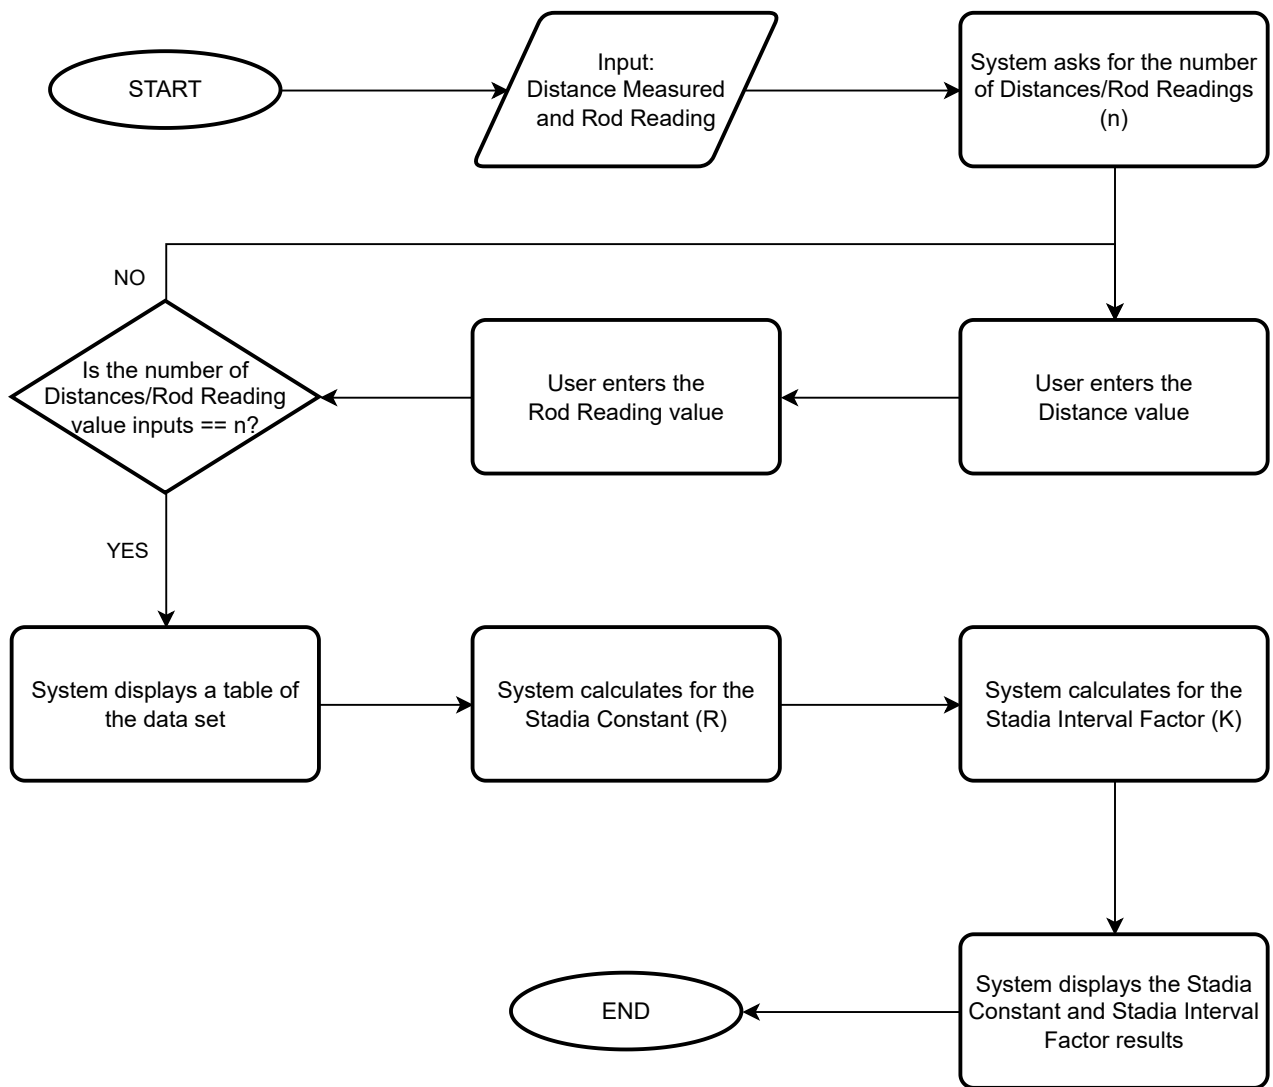 START
Input:
Distance Measured
and Rod Reading
System asks for the number
of Distances/Rod Readings
(n)
NO
Is the number of
Distances/Rod Reading
value inputs == n?
User enters the
Rod Reading value
User enters the
Distance value
YES
System displays a table of
the data set
System calculates for the
Stadia Constant (R)
System calculates for the
Stadia Interval Factor (K)
END
System displays the Stadia
Constant and Stadia Interval
Factor results